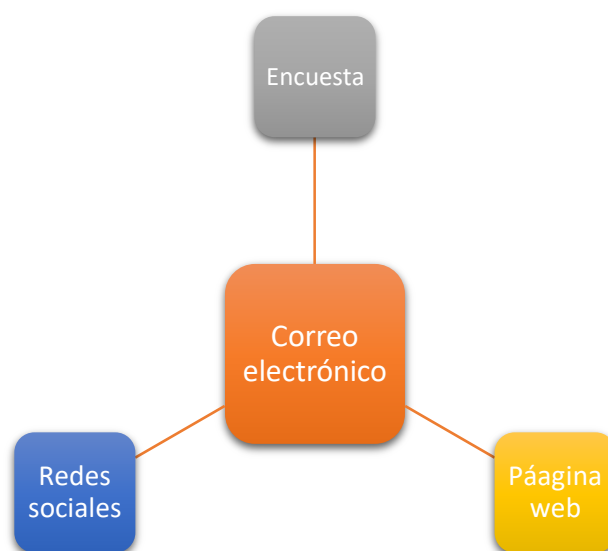 Encuesta
Correo
electrónico
Redes
sociales
Páagina
web